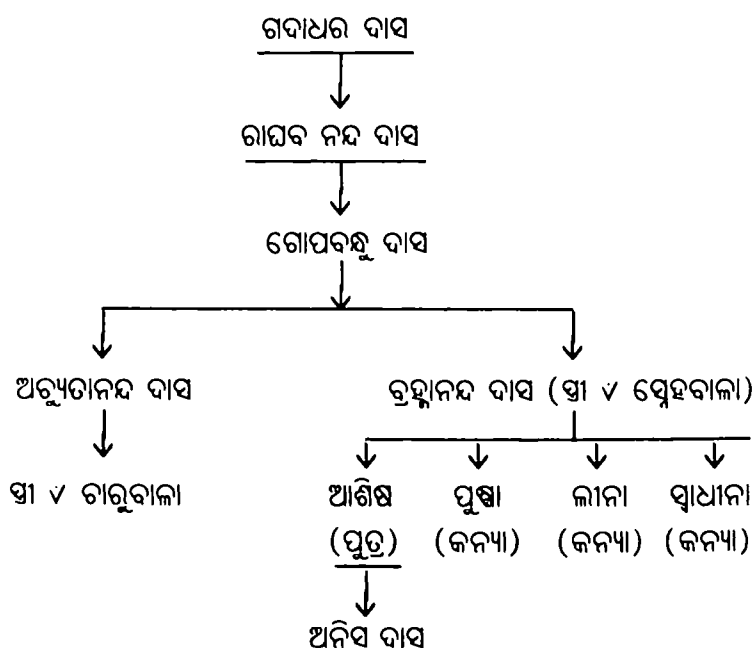 ଗଦାଧର ଦାସ
ରାଘବ ନନ୍ଦ ଦାସ
ଗୋପବନ୍ଧୁ ଦାସ
ଅଚ୍ୟୁତାନନ୍ଦ ଦାସ ବ୍ରହ୍ମାନନ୍ଦ ଦାସ (ସ୍ତ୍ରୀ ୰ ସ୍ନେହବାଳା)
ସ୍ତ୍ରୀ ୰ ଚାରୁବାଳା ଆଶିଷ ପୁଷ୍ପା ଲୀନା ସ୍ୱାଧୀନା
(ପୁତ୍ର) (କନ୍ୟା) (କନ୍ୟା) (କନ୍ୟା)
ଅନିସ ଦାସ